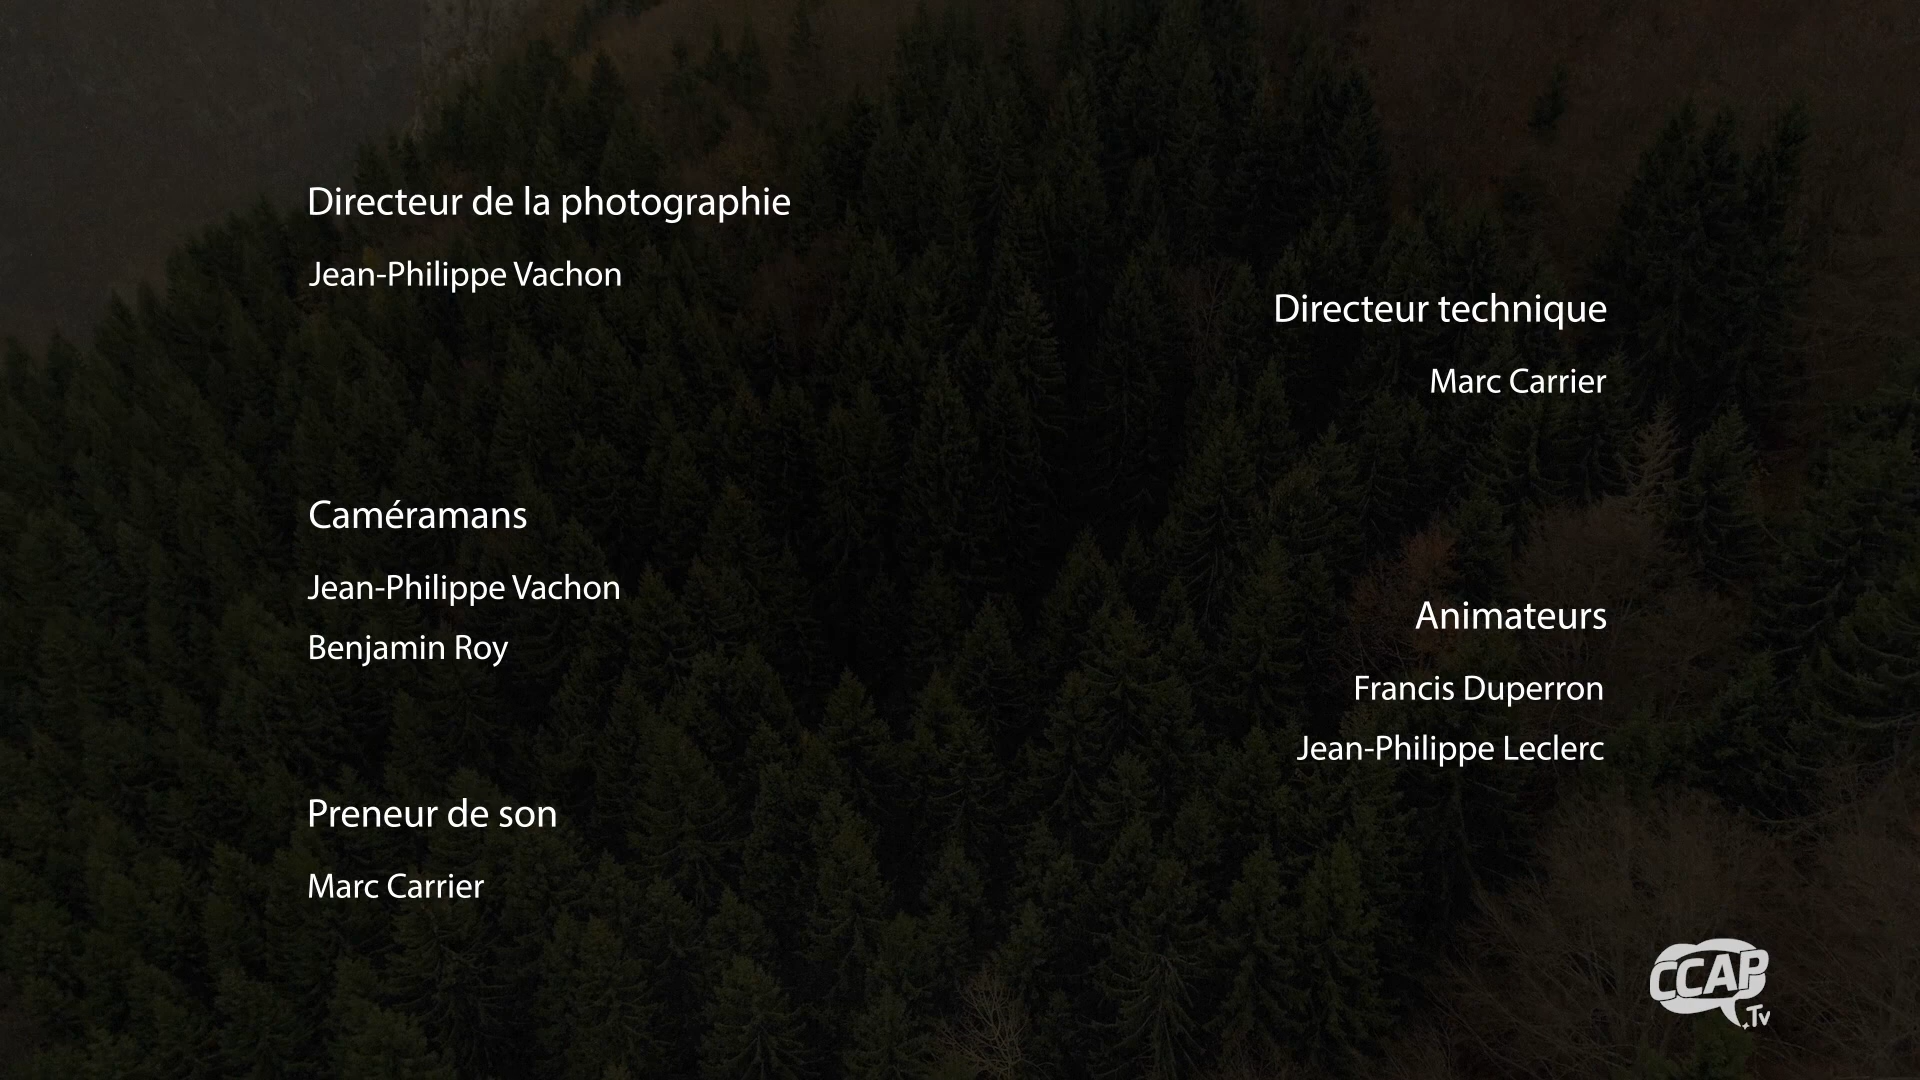 Directeur de la photographie
Jean-Philippe Vachon
Caméramans
Jean-Philippe Vachon
Benjamin Roy
Preneur de son
Marc Carrier
Directeur technique
Marc Carrier
Animateurs
Francis Duperron
Jean-Philippe Leclerc
CCAP
.Tv